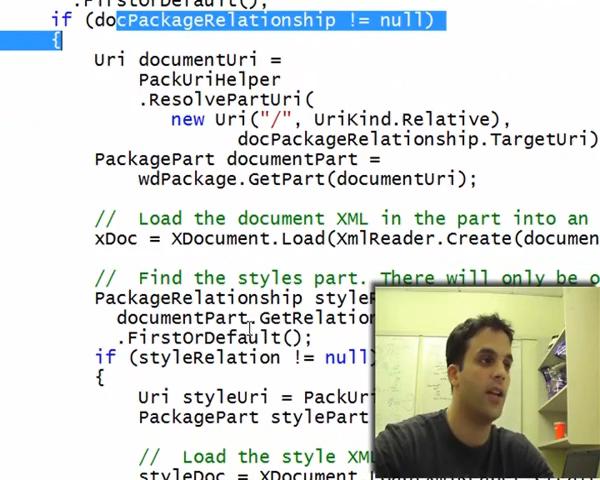 .FirstOrDefault();
if (docPackageRelationship != null)
{
Uri documentUri =
PackUriHelper
.ResolvePartUri(
new Uri("/", UriKind.Relative),
docPackageRelationship.TargetUri)
PackagePart documentPart =
wdPackage.GetPart(documentUri);
// Load the document XML in the part into an
xDoc = XDocument.Load(XmlReader.Create(documen
// Find the styles part. There will only be o
PackageRelationship styleP
documentPart.GetRelation
.FirstOrDefault();
if (styleRelation != null)
{
Uri styleUri = PackUri
PackagePart stylePart
// Load the style XML
styleDoc = XDocument.